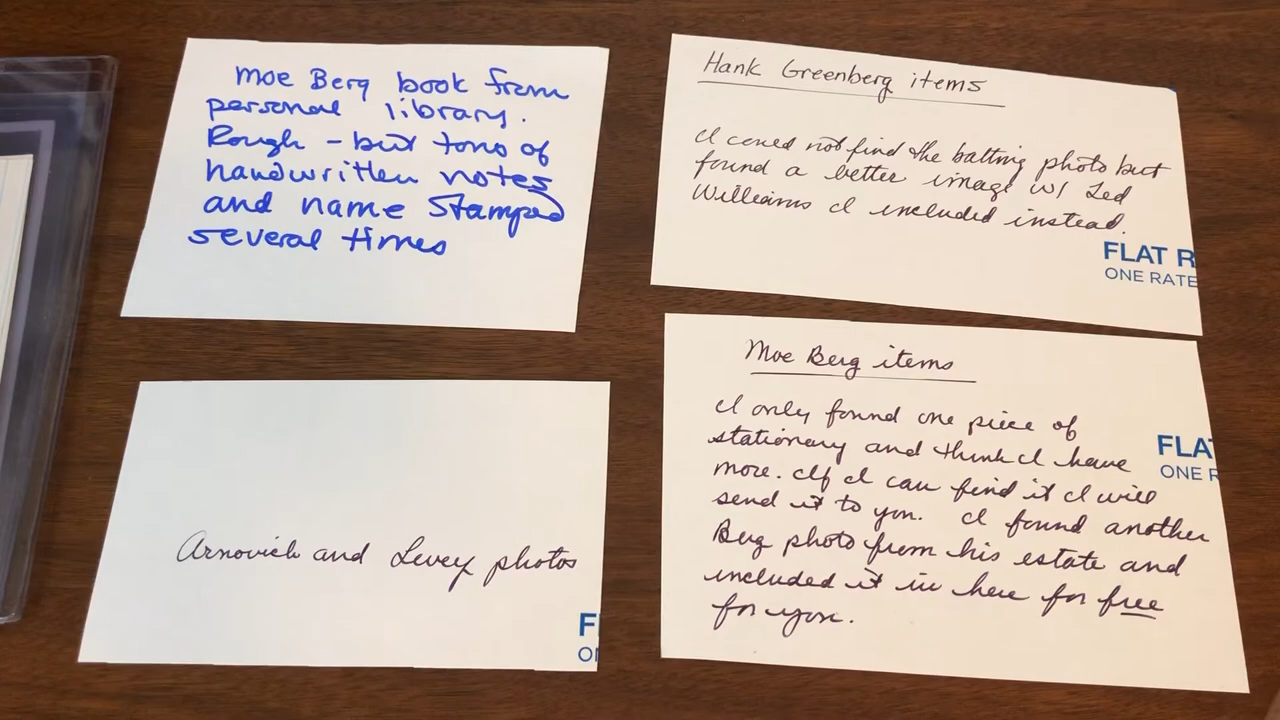 Moe Berg book from
personal library.
Rough - but tons of
handwritten notes
and name stamped
several times
Hank Greenberg items
I could not find the batting photo but
found a better image w/ Ted
Williams I included instead.
FLAT R
ONE RATE
Arnovich and Levey photos
F
Moe Berg items
I only found one piece of
stationary and think I have
more. If I can find it I will
send it to you. I found another
Berg photo from his estate and
included it in here for free
for you.
FLAT
ONE R